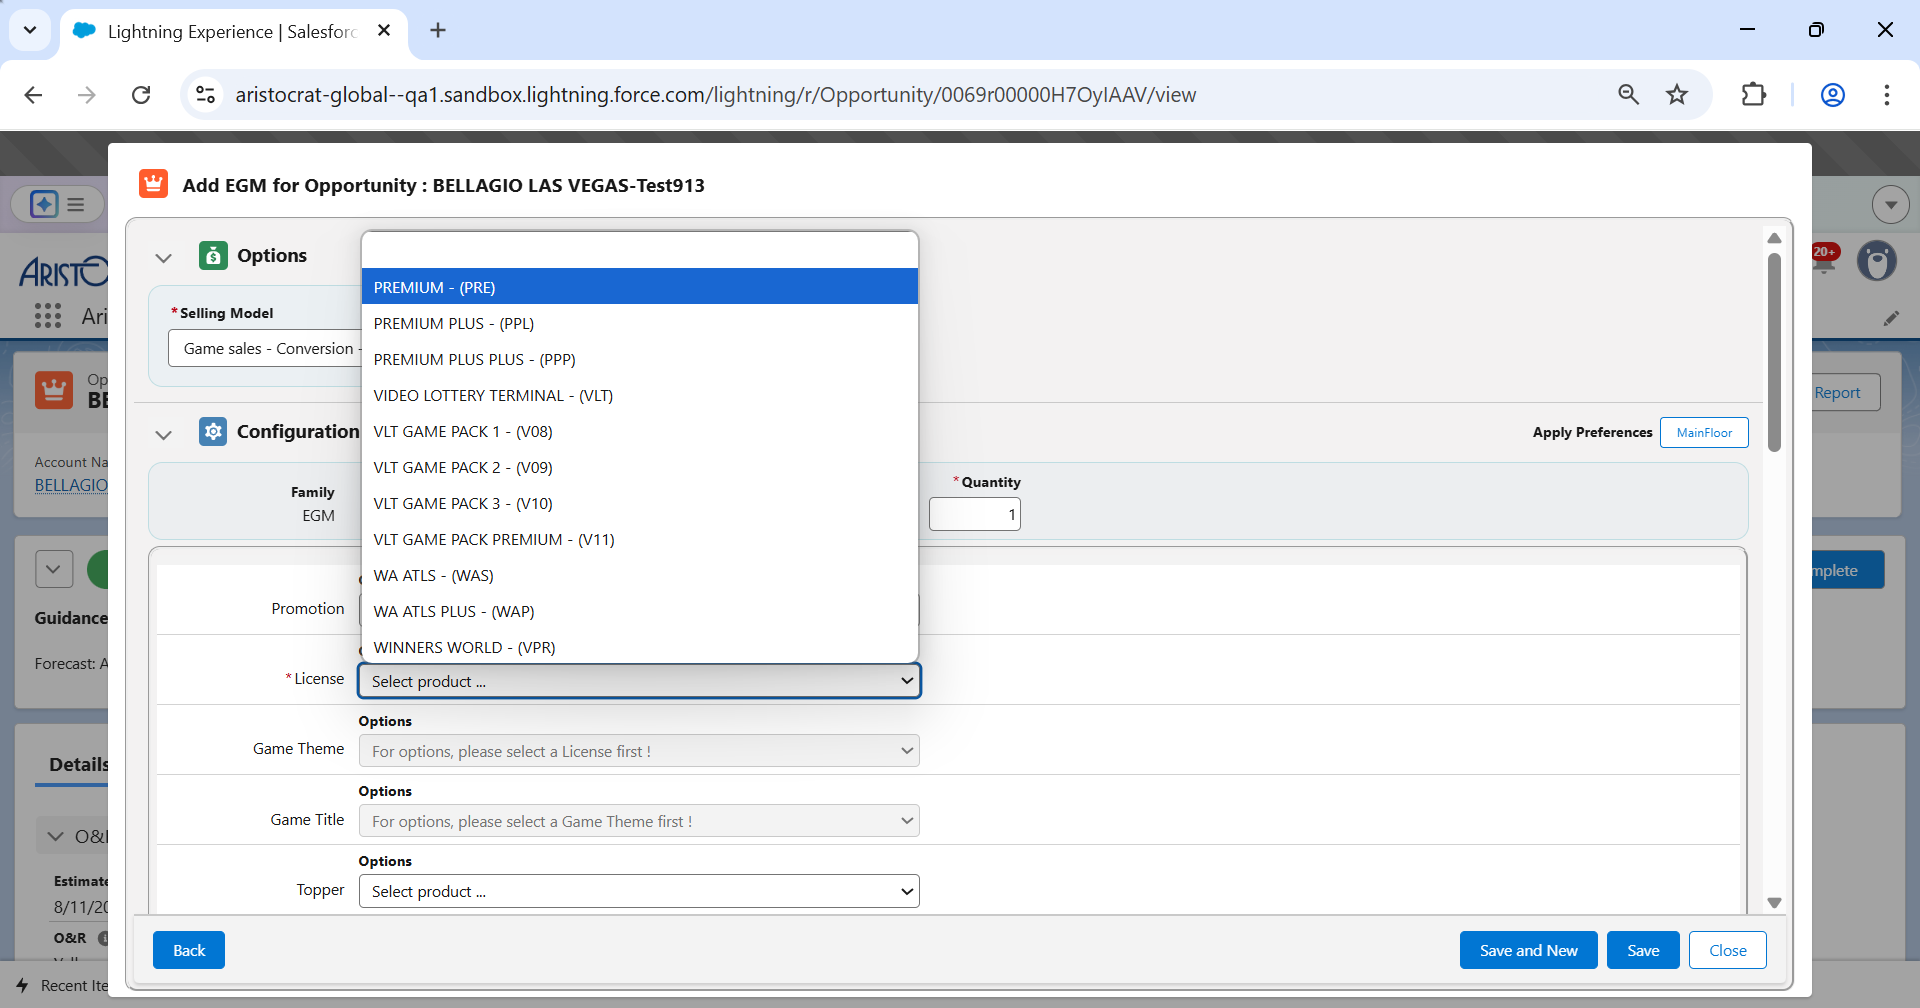 Lightning Experience | Salesforc
aristocrat-global--qa1.sandbox.lightning.force.com/lightning/r/Opportunity/0069r00000H7OyIAAV/view
Add EGM for Opportunity : BELLAGIO LAS VEGAS-Test913
ARISTO
20+
Ari
Options
*Selling Model
Game sales - Conversion -
PREMIUM - (PRE)
PREMIUM PLUS - (PPL)
PREMIUM PLUS PLUS - (PPP)
VIDEO LOTTERY TERMINAL - (VLT)
VLT GAME PACK 1 - (V08)
VLT GAME PACK 2 - (V09)
VLT GAME PACK 3 - (V10)
VLT GAME PACK PREMIUM - (V11)
WA ATLS - (WAS)
WA ATLS PLUS - (WAP)
WINNERS WORLD - (VPR)
Op
BE
Report
Configuration
Apply Preferences
MainFloor
Account Na
BELLAGIO
Family
EGM
*Quantity
1
mplete
Guidance
Forecast: A
Promotion
*License
Select product ...
Options
Game Theme
For options, please select a License first !
Options
Game Title
For options, please select a Game Theme first !
Options
Topper
Select product ...
Details
O&
Estimate
8/11/20
O&R
Back
Save and New
Save
Close
Recent Ite